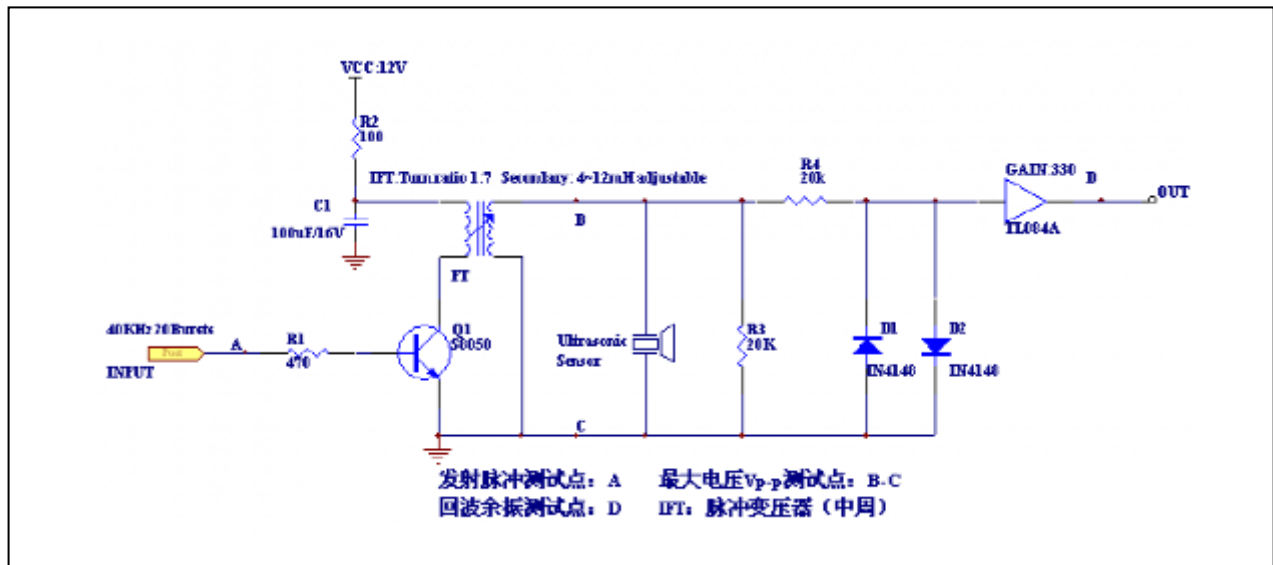 VCC:12V
R2
100
IFT:Turn:ratio 1:7 Secondary: 4~12mH adjustable
R4
20k
GAIN:330
D
OUT
C1
100uF/16V
B
TL084A
FT
40KHz 20Bursts
A
R1
470
Q1
S8050
Ultrasonic
Sensor
R3
20K
D1
D2
INPUT
IN4148
IN4148
C
发射脉冲测试点：A 最大电压Vp-p测试点：B-C
回波余振测试点：D IFT：脉冲变压器（中周）